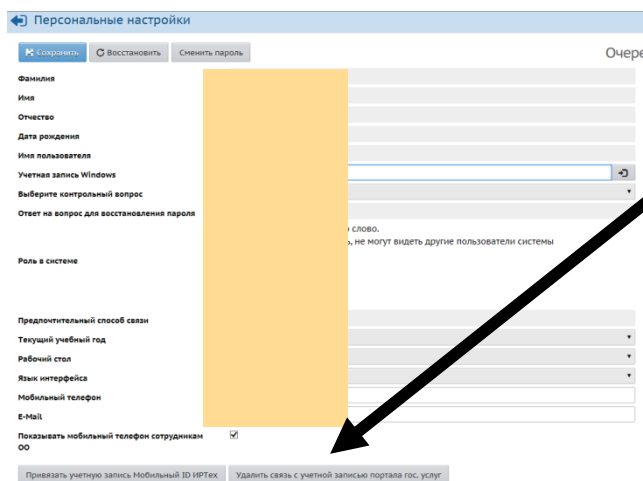 Персональные настройки
Сохранить Восстановить Сменить пароль Очере
Фамилия
Имя
Отчество
Дата рождения
Имя пользователя
Учетная запись Windows
Выберите контрольный вопрос
Ответ на вопрос для восстановления пароля
слово.
, не могут видеть другие пользователи системы
Роль в системе
Предпочтительный способ связи
Текущий учебный год
Рабочий стол
Язык интерфейса
Мобильный телефон
E-Mail
Показывать мобильный телефон сотрудникам
ОО
Привязать учетную запись Мобильный ID ИРТех Удалить связь с учетной записью портала гос. услуг